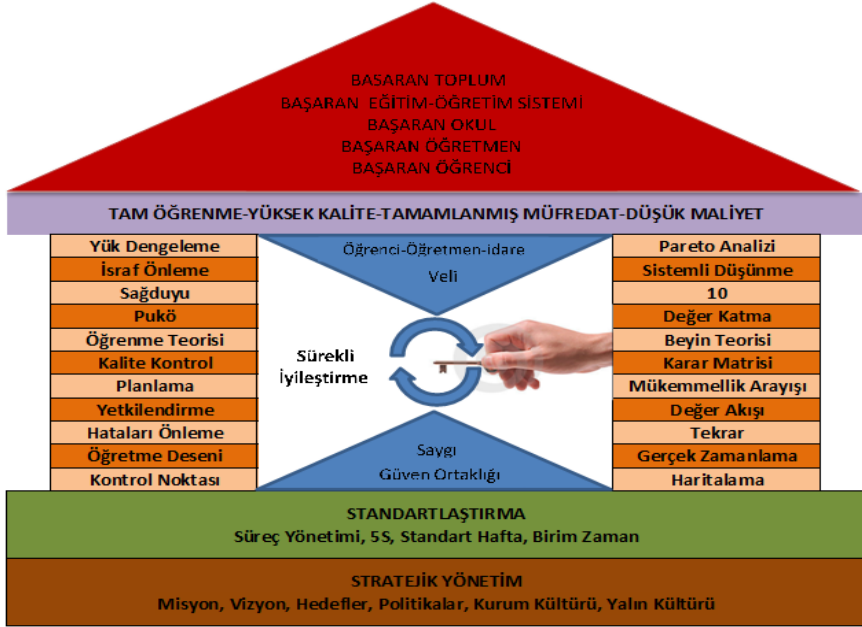 BASARAN TOPLUM
BAŞARAN EĞİTİM-ÖĞRETİM SİSTEMİ
BAŞARAN OKUL
BAŞARAN ÖĞRETMEN
BAŞARAN ÖĞRENCİ
TAM ÖĞRENME-YÜKSEK KALİTE-TAMAMLANMIŞ MÜFREDAT-DÜŞÜK MALİYET
Yük Dengeleme
İsraf Önleme
Sağduyu
Pukö
Öğrenme Teorisi
Kalite Kontrol
Planlama
Yetkilendirme
Hataları Önleme
Öğretme Deseni
Kontrol Noktası
Öğrenci-Öğretmen-idare
Veli
Sürekli
İyileştirme
Saygı
Güven Ortaklığı
Pareto Analizi
Sistemli Düşünme
10
Değer Katma
Beyin Teorisi
Karar Matrisi
Mükemmellik Arayışı
Değer Akışı
Tekrar
Gerçek Zamanlama
Haritalama
STANDARTLAŞTIRMA
Süreç Yönetimi, 5S, Standart Hafta, Birim Zaman
STRATEJİK YÖNETİM
Misyon, Vizyon, Hedefler, Politikalar, Kurum Kültürü, Yalın Kültürü